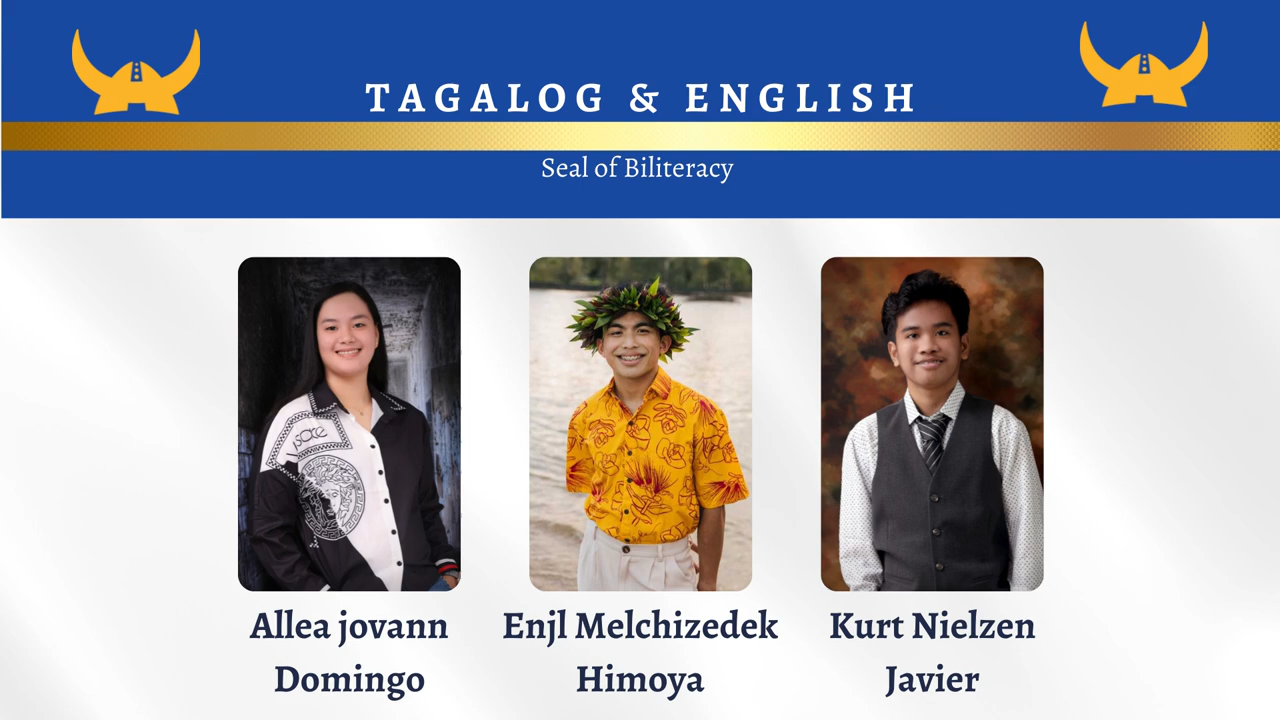 TAGALOG & ENGLISH
Seal of Biliteracy
Allea jovann
Domingo
Enjl Melchizedek
Himoya
Kurt Nielzen
Javier